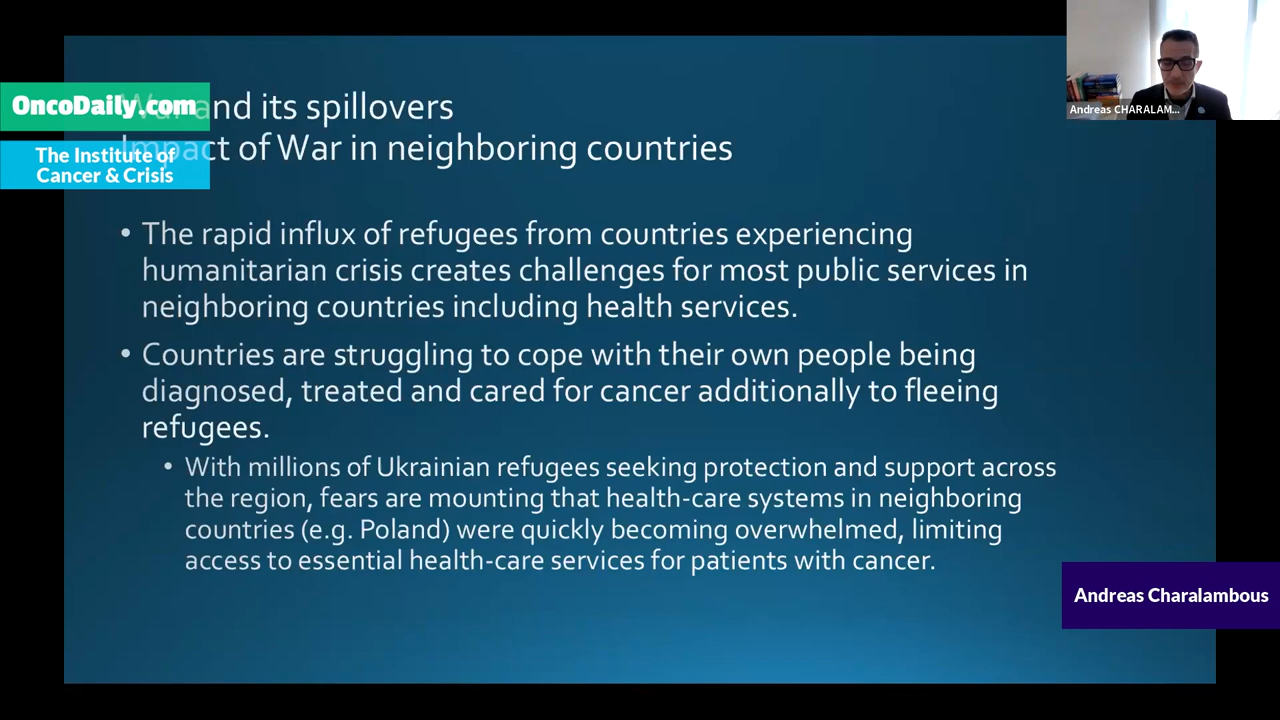 OncoDaily.com
The Institute of
Cancer & Crisis
War and its spillovers
Impact of War in neighboring countries
• The rapid influx of refugees from countries experiencing
humanitarian crisis creates challenges for most public services in
neighboring countries including health services.
• Countries are struggling to cope with their own people being
diagnosed, treated and cared for cancer additionally to fleeing
refugees.
• With millions of Ukrainian refugees seeking protection and support across
the region, fears are mounting that health-care systems in neighboring
countries (e.g. Poland) were quickly becoming overwhelmed, limiting
access to essential health-care services for patients with cancer.
Andreas CHARALAM...
Andreas Charalambous